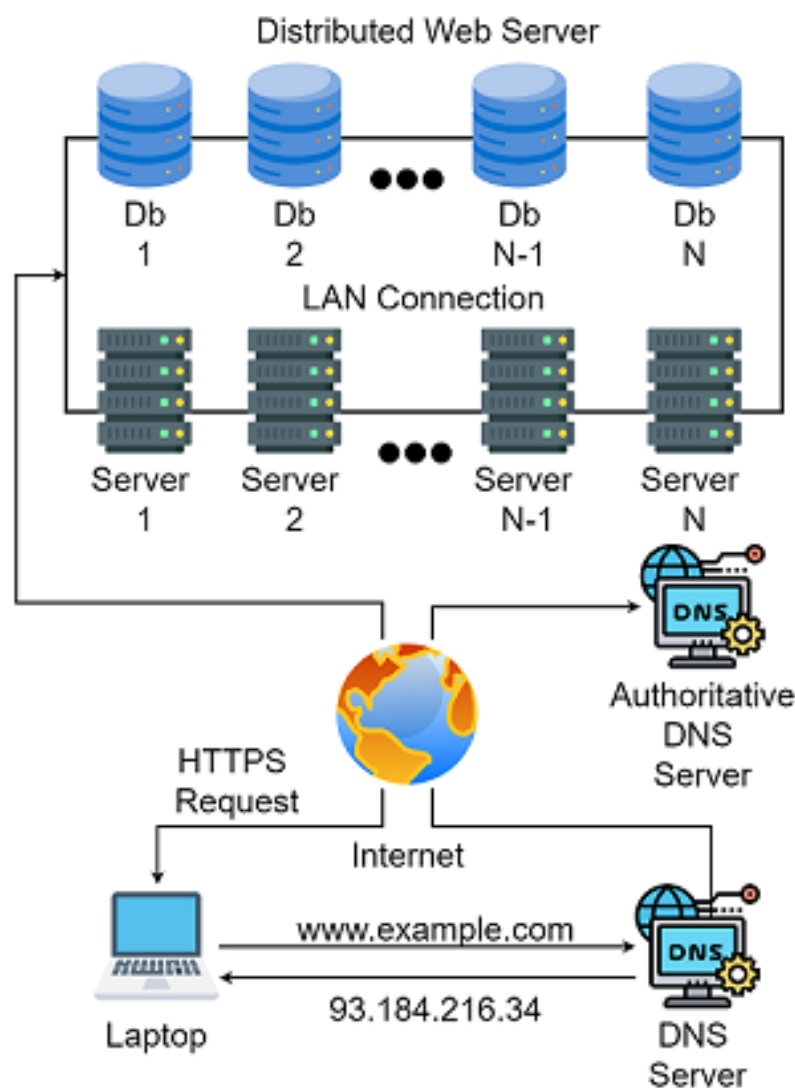 Distributed Web Server
Db
1
Db
2
Db
N-1
Db
N
LAN Connection
Server
1
Server
2
Server
N-1
Server
N
DNS
Authoritative
DNS
Server
HTTPS
Request
Internet
www.example.com
DNS
93.184.216.34
Laptop
DNS
Server